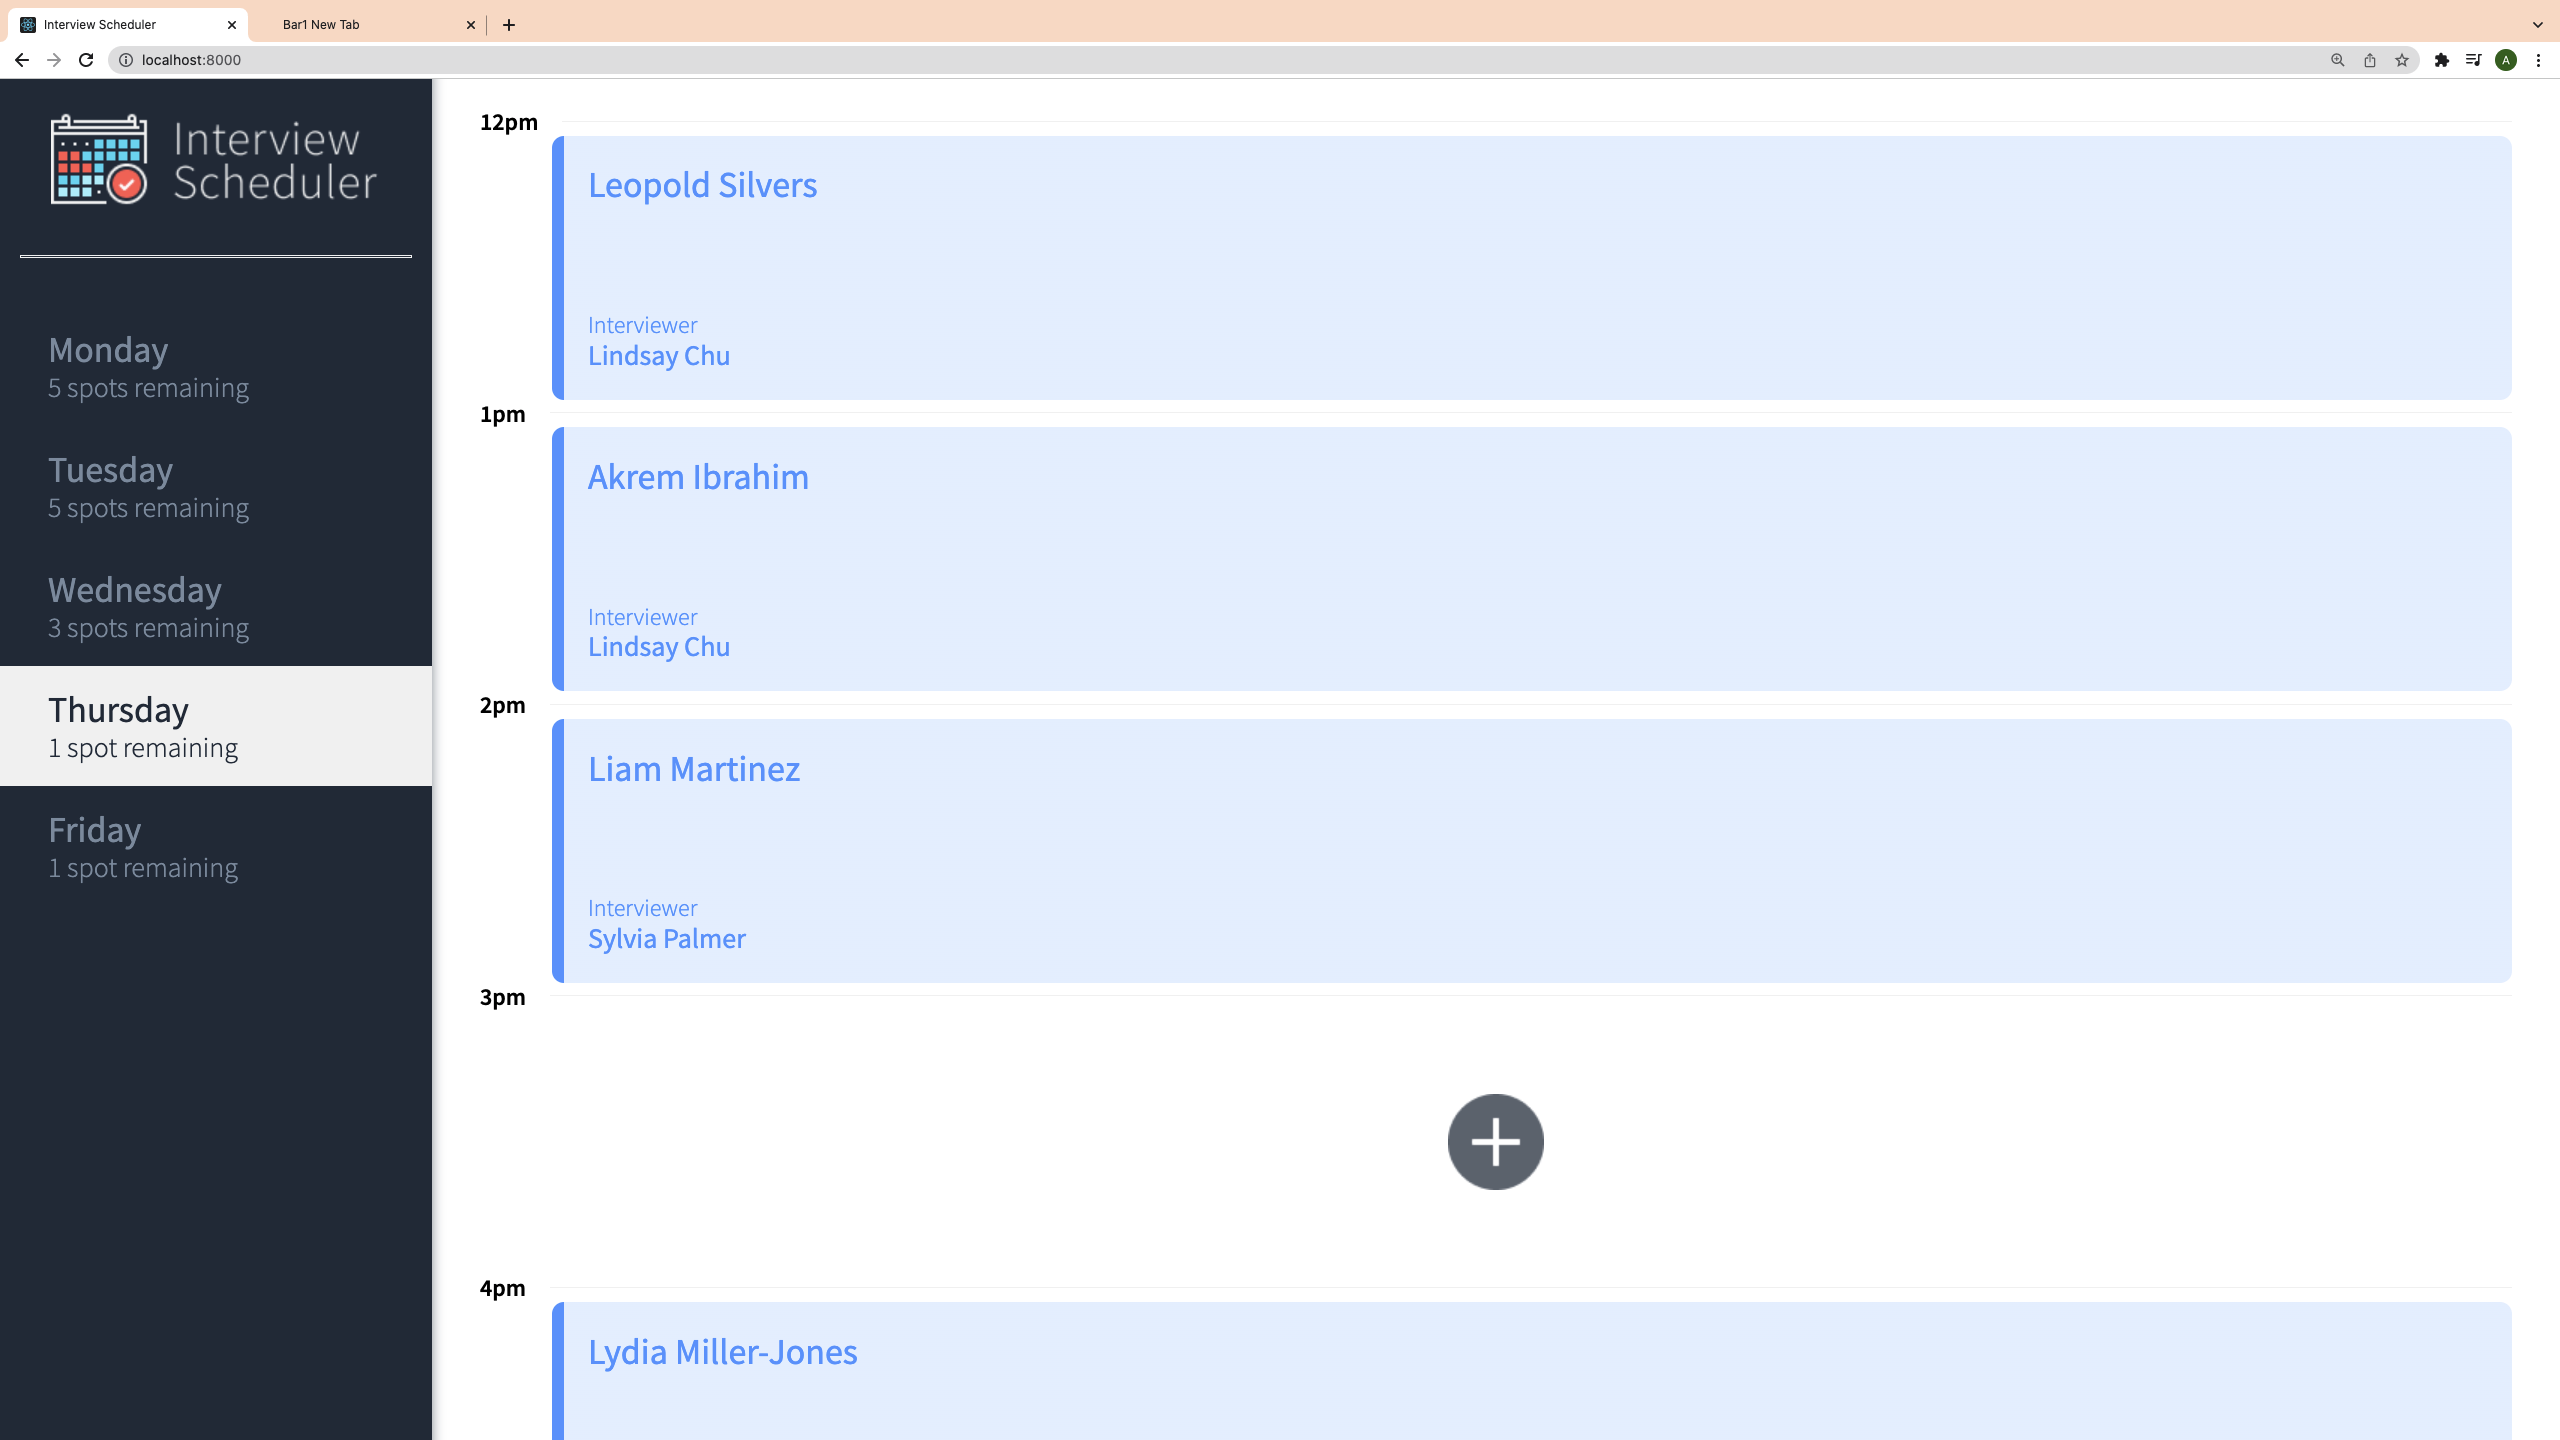 Interview Scheduler
Bar1 New Tab
localhost:8000
A
Interview
Scheduler
Monday
5 spots remaining
Tuesday
5 spots remaining
Wednesday
3 spots remaining
Thursday
1 spot remaining
Friday
1 spot remaining
12pm
Leopold Silvers
Interviewer
Lindsay Chu
1pm
Akrem Ibrahim
Interviewer
Lindsay Chu
2pm
Liam Martinez
Interviewer
Sylvia Palmer
3pm
4pm
Lydia Miller-Jones